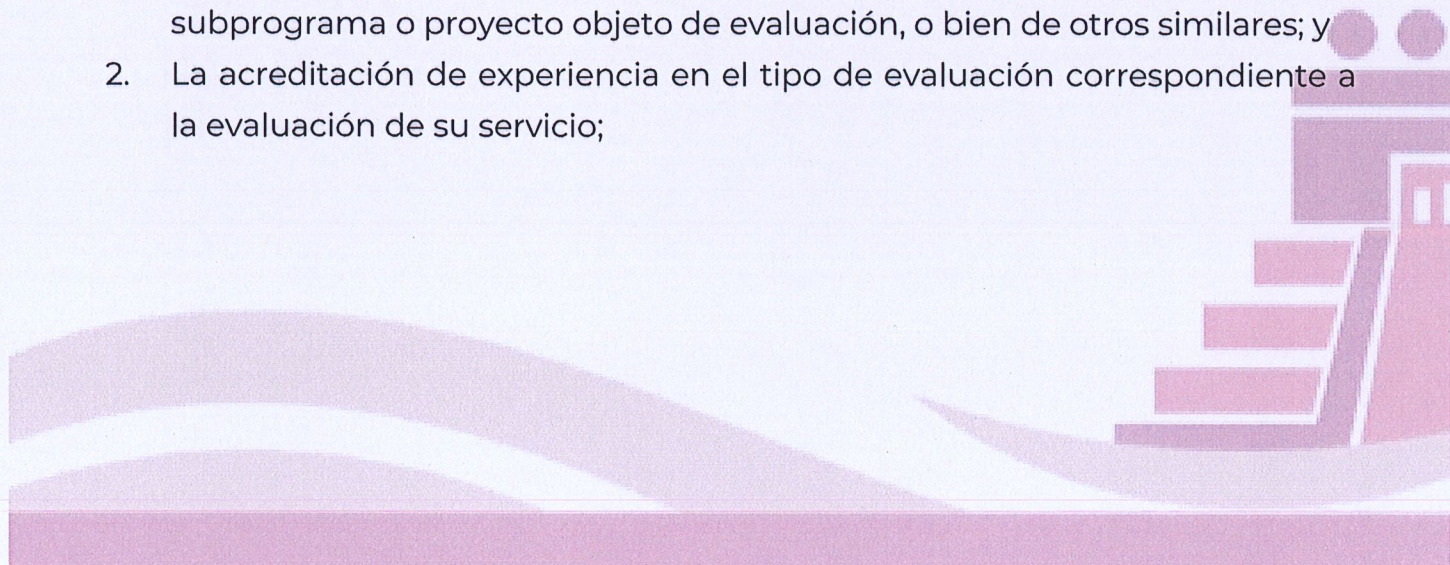 subprograma o proyecto objeto de evaluación, o bien de otros similares; y
2. La acreditación de experiencia en el tipo de evaluación correspondiente a
la evaluación de su servicio;